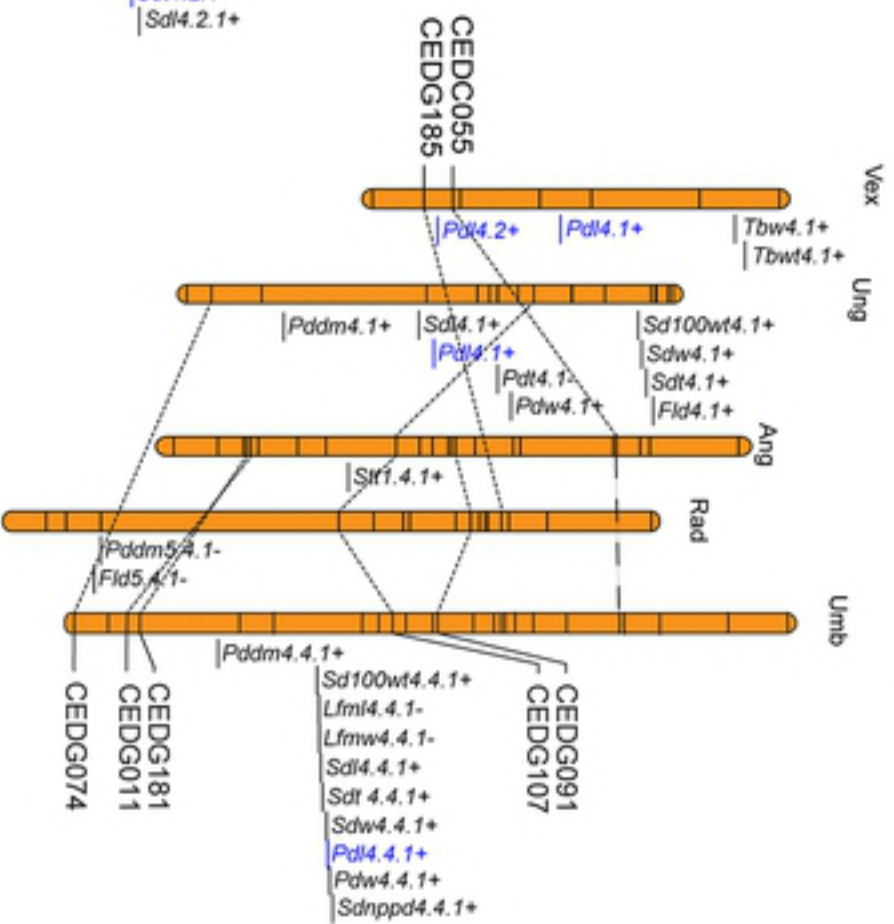 Sdl4.2.1+
CEDC055
CEDG185
Vex
Pdl4.2+
Pdl4.1+
Tbw4.1+
Tbwt4.1+
Ung
Pddm4.1+
Sdl4.1+
Sd100wt4.1+
Pdl4.1+
Sdw4.1+
Pdt4.1-
Sdt4.1+
Pdw4.1+
Fld4.1+
Ang
Slt1.4.1+
Rad
Pddm5.4.1-
Fld5.4.1-
Umb
Pddm4.4.1+
Sd100wt4.4.1+
Lfml4.4.1-
Lfmw4.4.1-
Sdl4.4.1+
Sdt 4.4.1+
Sdw4.4.1+
Pdl4.4.1+
Pdw4.4.1+
Sdnppd4.4.1+
CEDG074
CEDG011
CEDG181
CEDG107
CEDG091